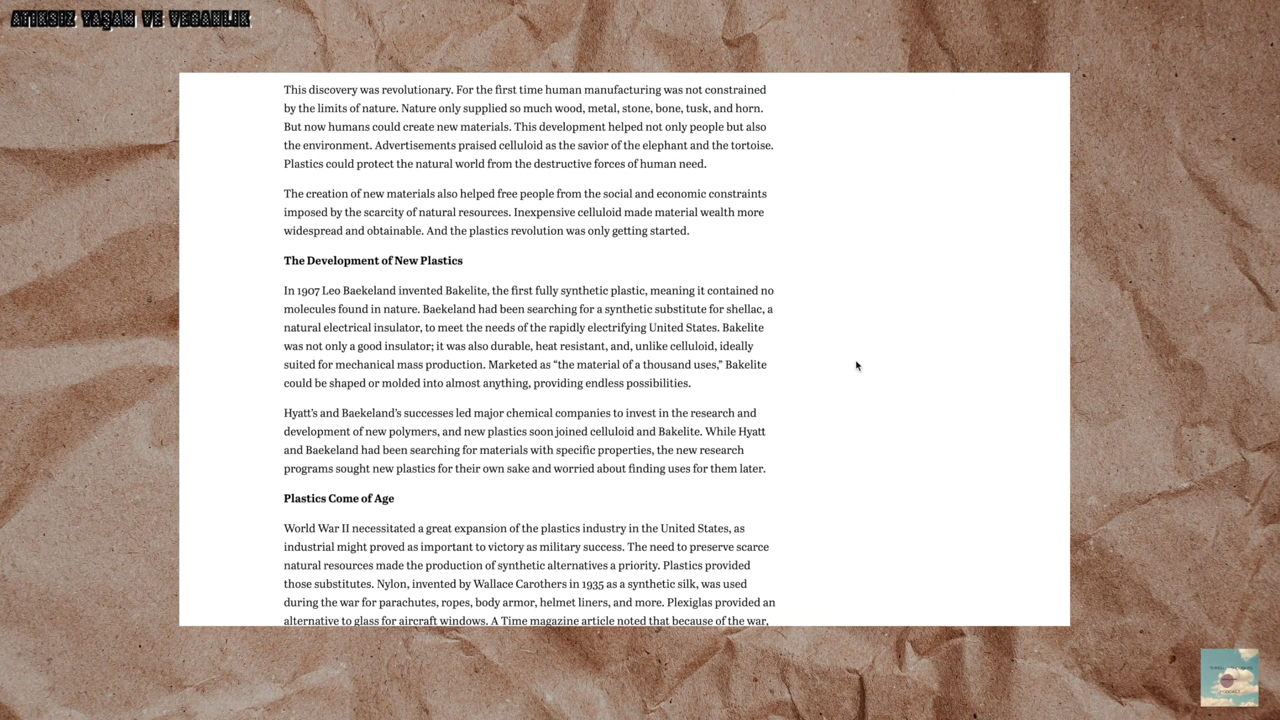 ATIKSIZ YAŞAM VE VEGANLIK
This discovery was revolutionary. For the first time human manufacturing was not constrained
by the limits of nature. Nature only supplied so much wood, metal, stone, bone, tusk, and horn.
But now humans could create new materials. This development helped not only people but also
the environment. Advertisements praised celluloid as the savior of the elephant and the tortoise.
Plastics could protect the natural world from the destructive forces of human need.
The creation of new materials also helped free people from the social and economic constraints
imposed by the scarcity of natural resources. Inexpensive celluloid made material wealth more
widespread and obtainable. And the plastics revolution was only getting started.
The Development of New Plastics
In 1907 Leo Baekeland invented Bakelite, the first fully synthetic plastic, meaning it contained no
molecules found in nature. Baekeland had been searching for a synthetic substitute for shellac, a
natural electrical insulator, to meet the needs of the rapidly electrifying United States. Bakelite
was not only a good insulator; it was also durable, heat resistant, and, unlike celluloid, ideally
suited for mechanical mass production. Marketed as “the material of a thousand uses,” Bakelite
could be shaped or molded into almost anything, providing endless possibilities.
Hyatt’s and Baekeland’s successes led major chemical companies to invest in the research and
development of new polymers, and new plastics soon joined celluloid and Bakelite. While Hyatt
and Baekeland had been searching for materials with specific properties, the new research
programs sought new plastics for their own sake and worried about finding uses for them later.
Plastics Come of Age
World War II necessitated a great expansion of the plastics industry in the United States, as
industrial might proved as important to victory as military success. The need to preserve scarce
natural resources made the production of synthetic alternatives a priority. Plastics provided
those substitutes. Nylon, invented by Wallace Carothers in 1935 as a synthetic silk, was used
during the war for parachutes, ropes, body armor, helmet liners, and more. Plexiglas provided an
alternative to glass for aircraft windows. A Time magazine article noted that because of the war,
PODCAST